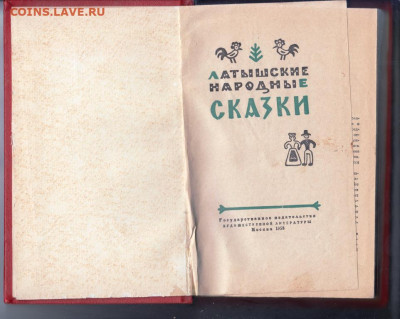 COINS.LAVE.RU
ЛАТЫШСКИЕ
НАРОДНЫЕ
СКАЗКИ
Государственное издательство
художественной литературы
Москва